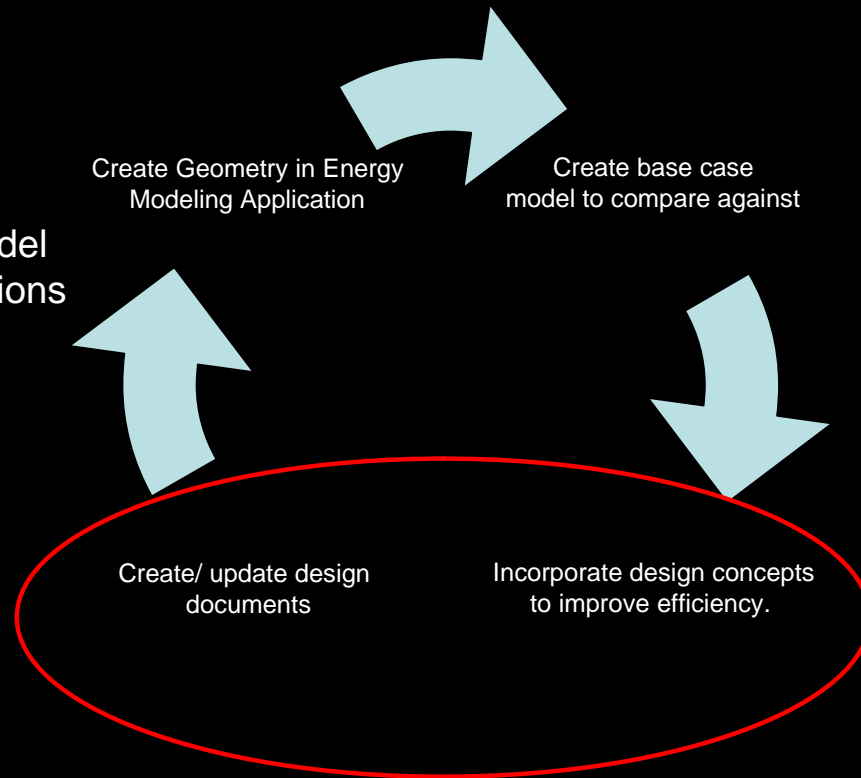 Create Geometry in Energy
Modeling Application
Create base case
model to compare against
del
ions
Create/ update design
documents
Incorporate design concepts
to improve efficiency.